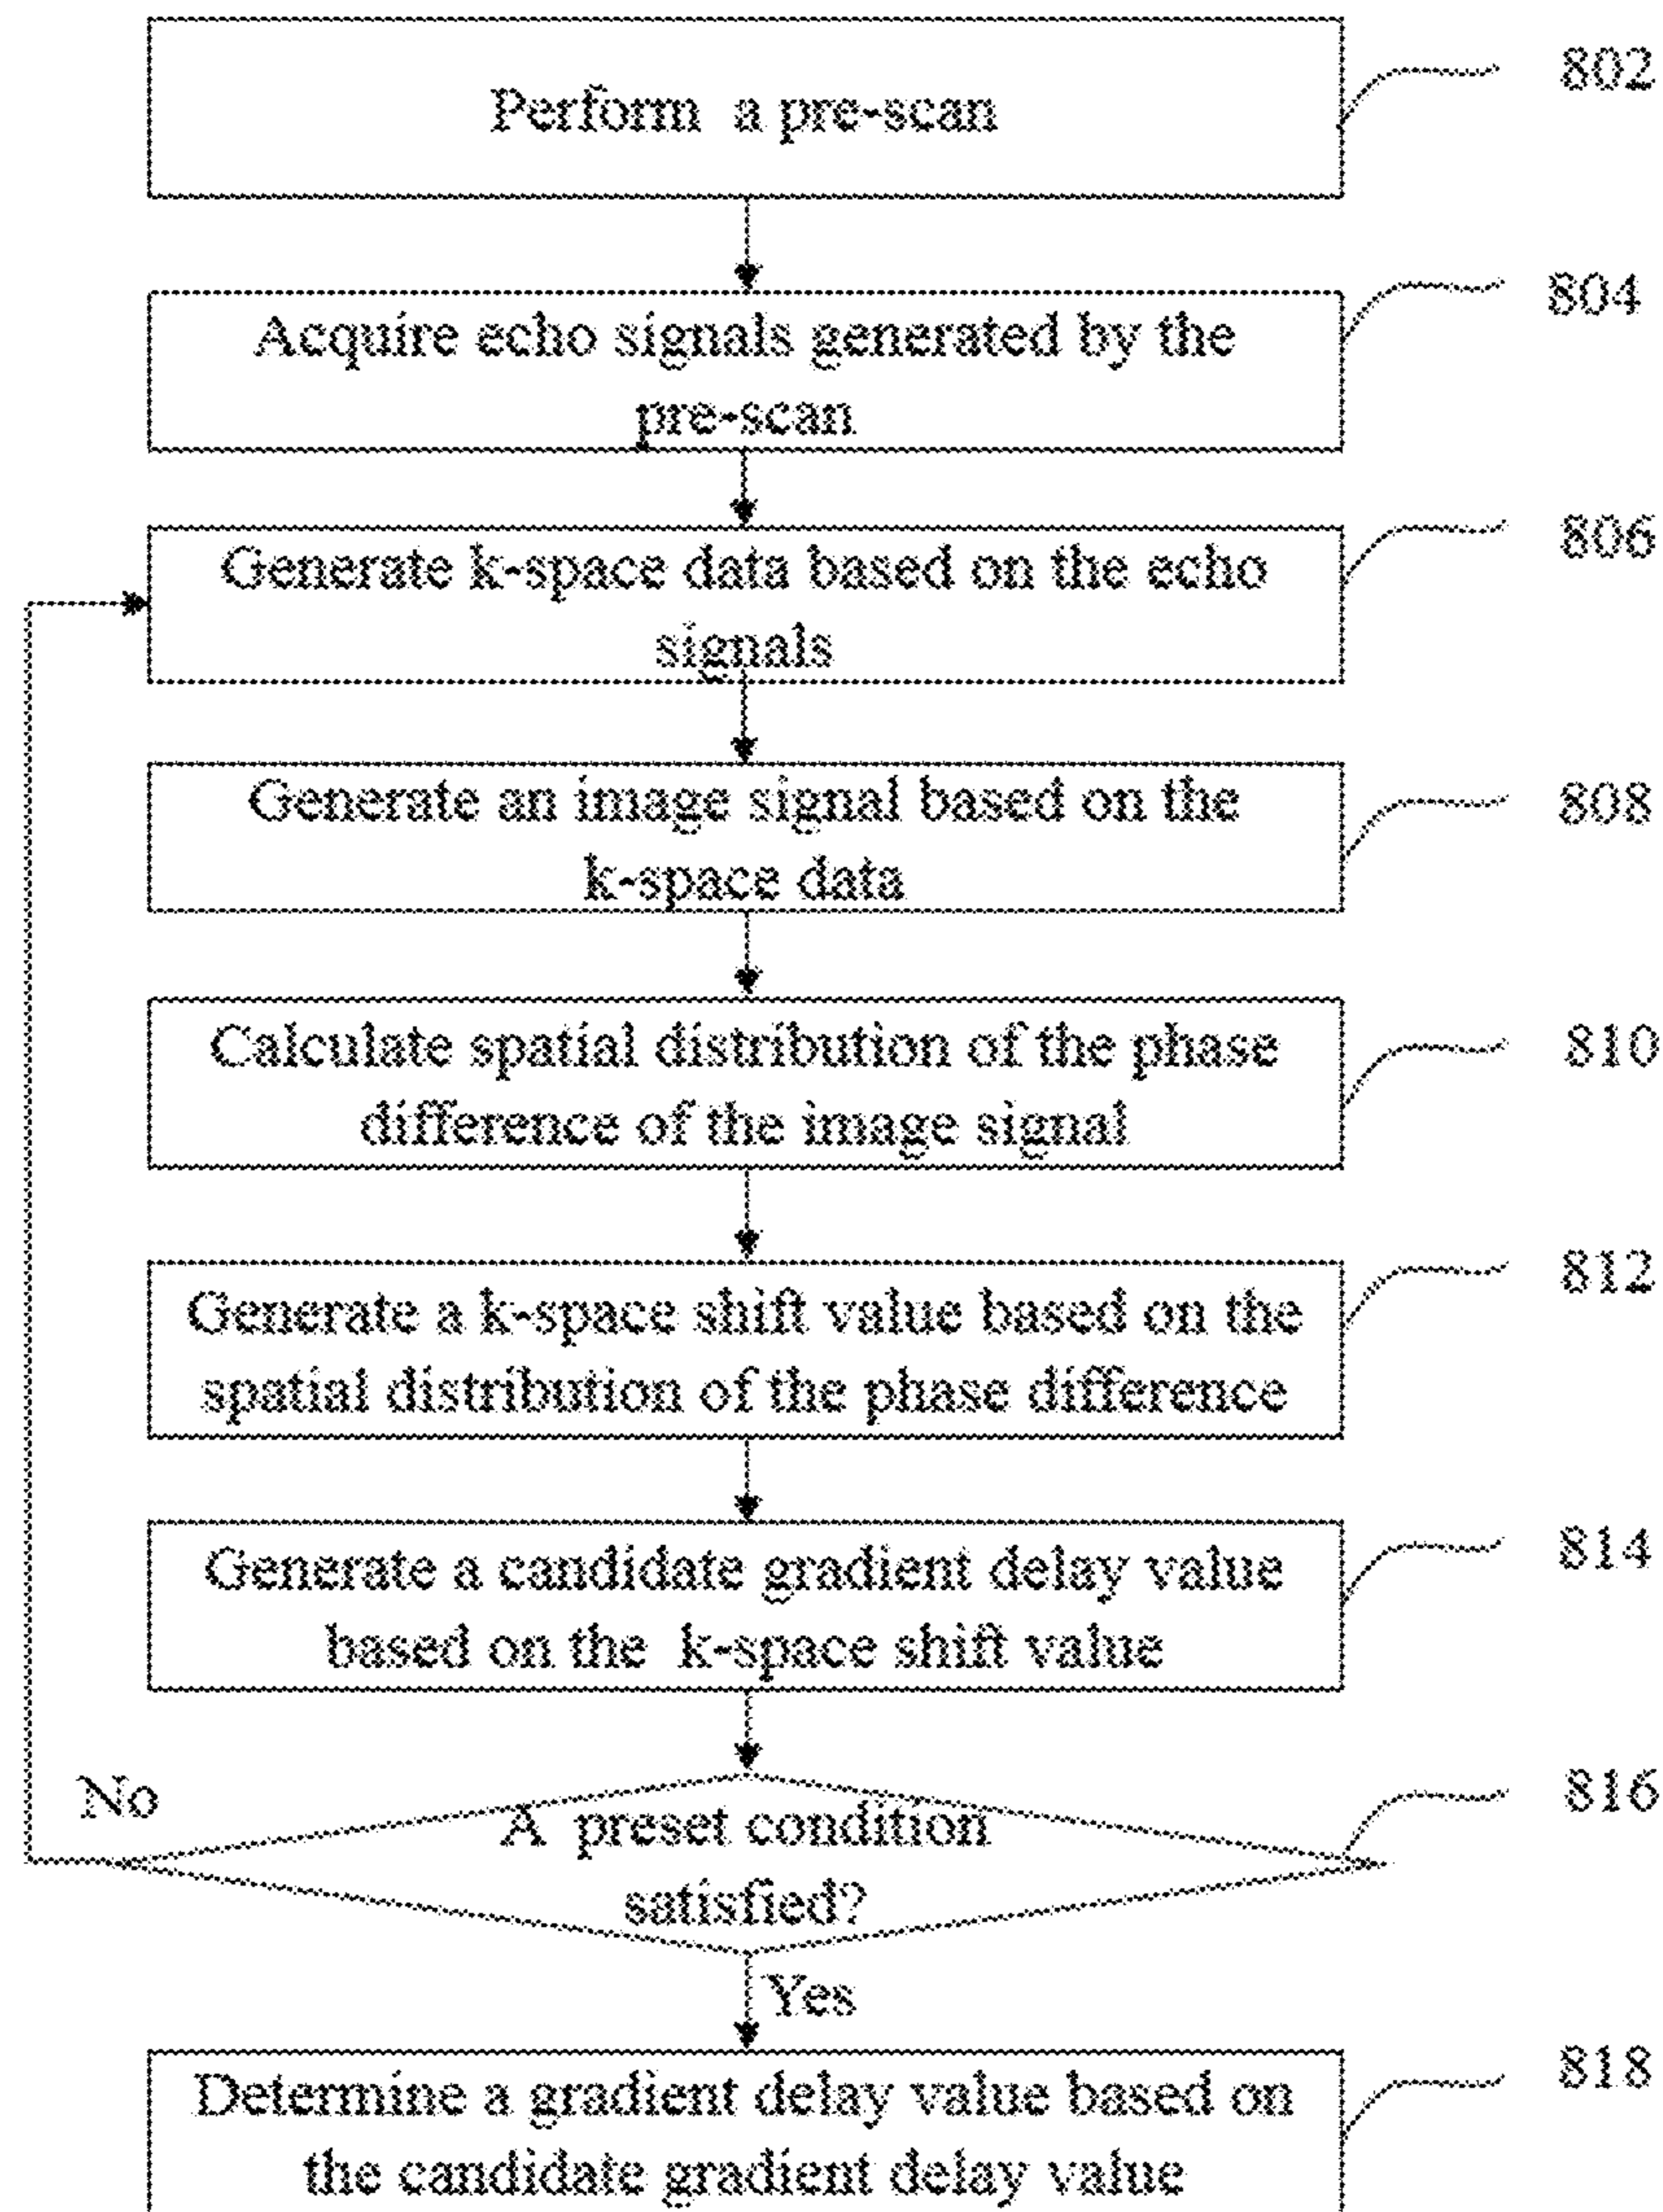 Perform a pre-scan
802
Acquire echo signals generated by the
pre-scan
804
Generate k-space data based on the echo
signals
806
Generate an image signal based on the
k-space data
808
Calculate spatial distribution of the phase
difference of the image signal
810
Generate a k-space shift value based on the
spatial distribution of the phase difference
812
Generate a candidate gradient delay value
based on the k-space shift value
814
No
A preset condition
satisfied?
816
Yes
Determine a gradient delay value based on
the candidate gradient delay value
818